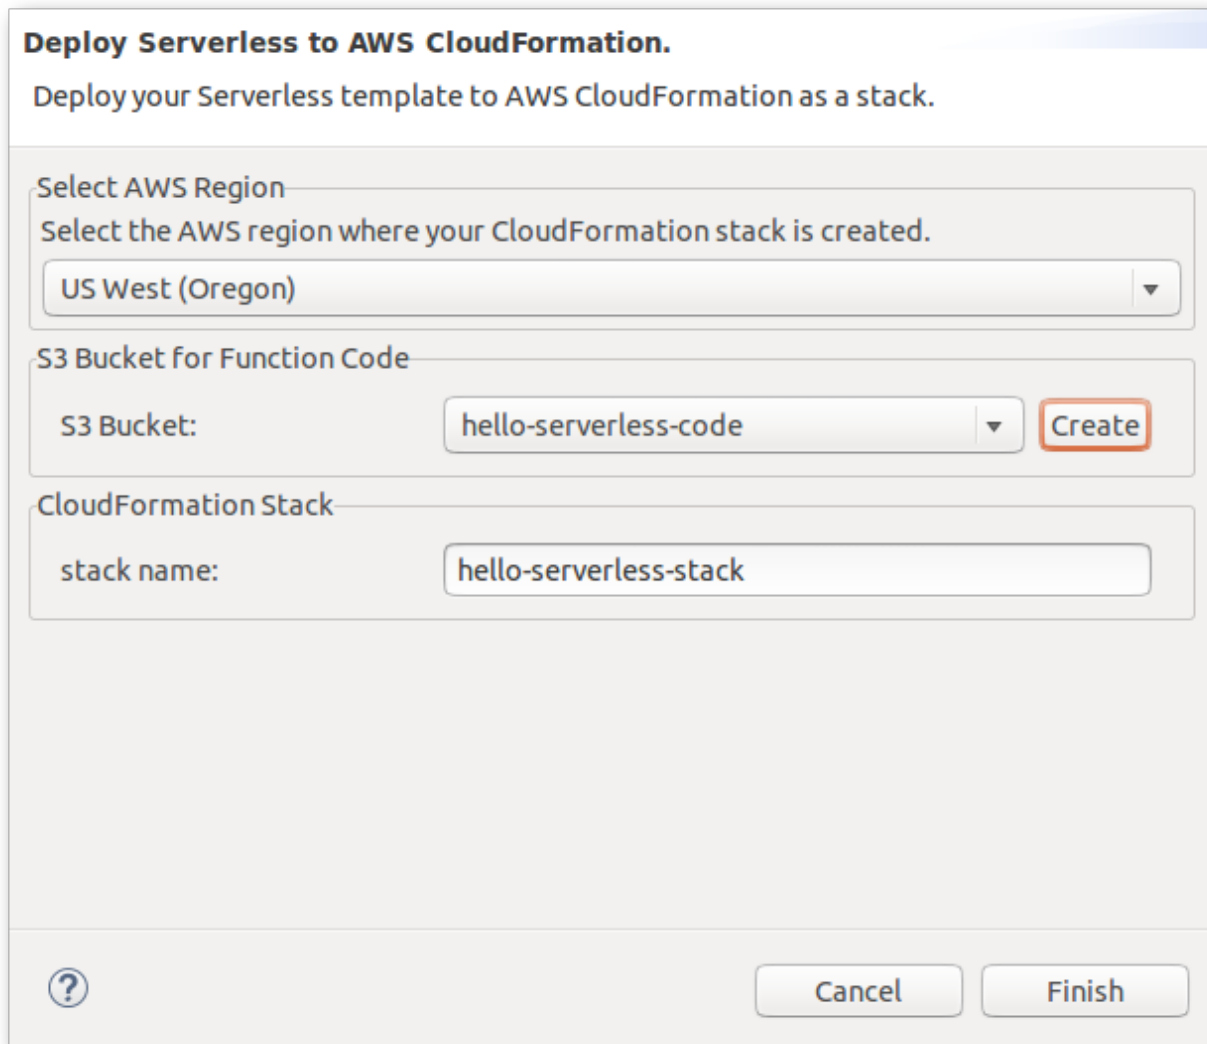 Deploy Serverless to AWS CloudFormation.
Deploy your Serverless template to AWS CloudFormation as a stack.
Select AWS Region
Select the AWS region where your CloudFormation stack is created.
US West (Oregon)
S3 Bucket for Function Code
S3 Bucket: hello-serverless-code Create
CloudFormation Stack
stack name: hello-serverless-stack
? Cancel Finish